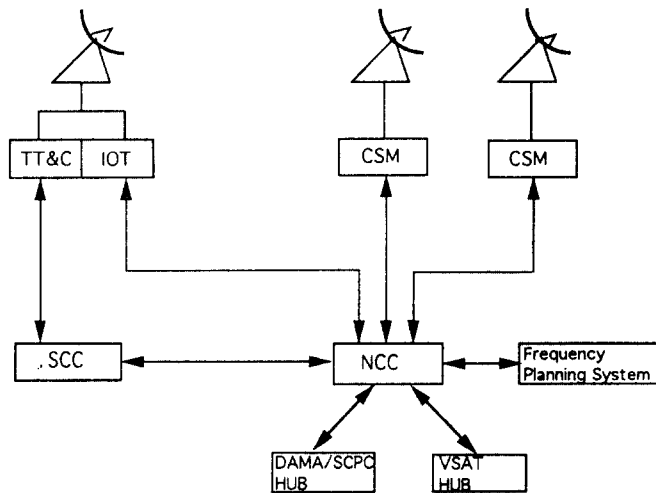 TT&C IOT
CSM
CSM
SCC
NCC
Frequency
Planning System
DAMA/SCPC
HUB
VSAT
HUB